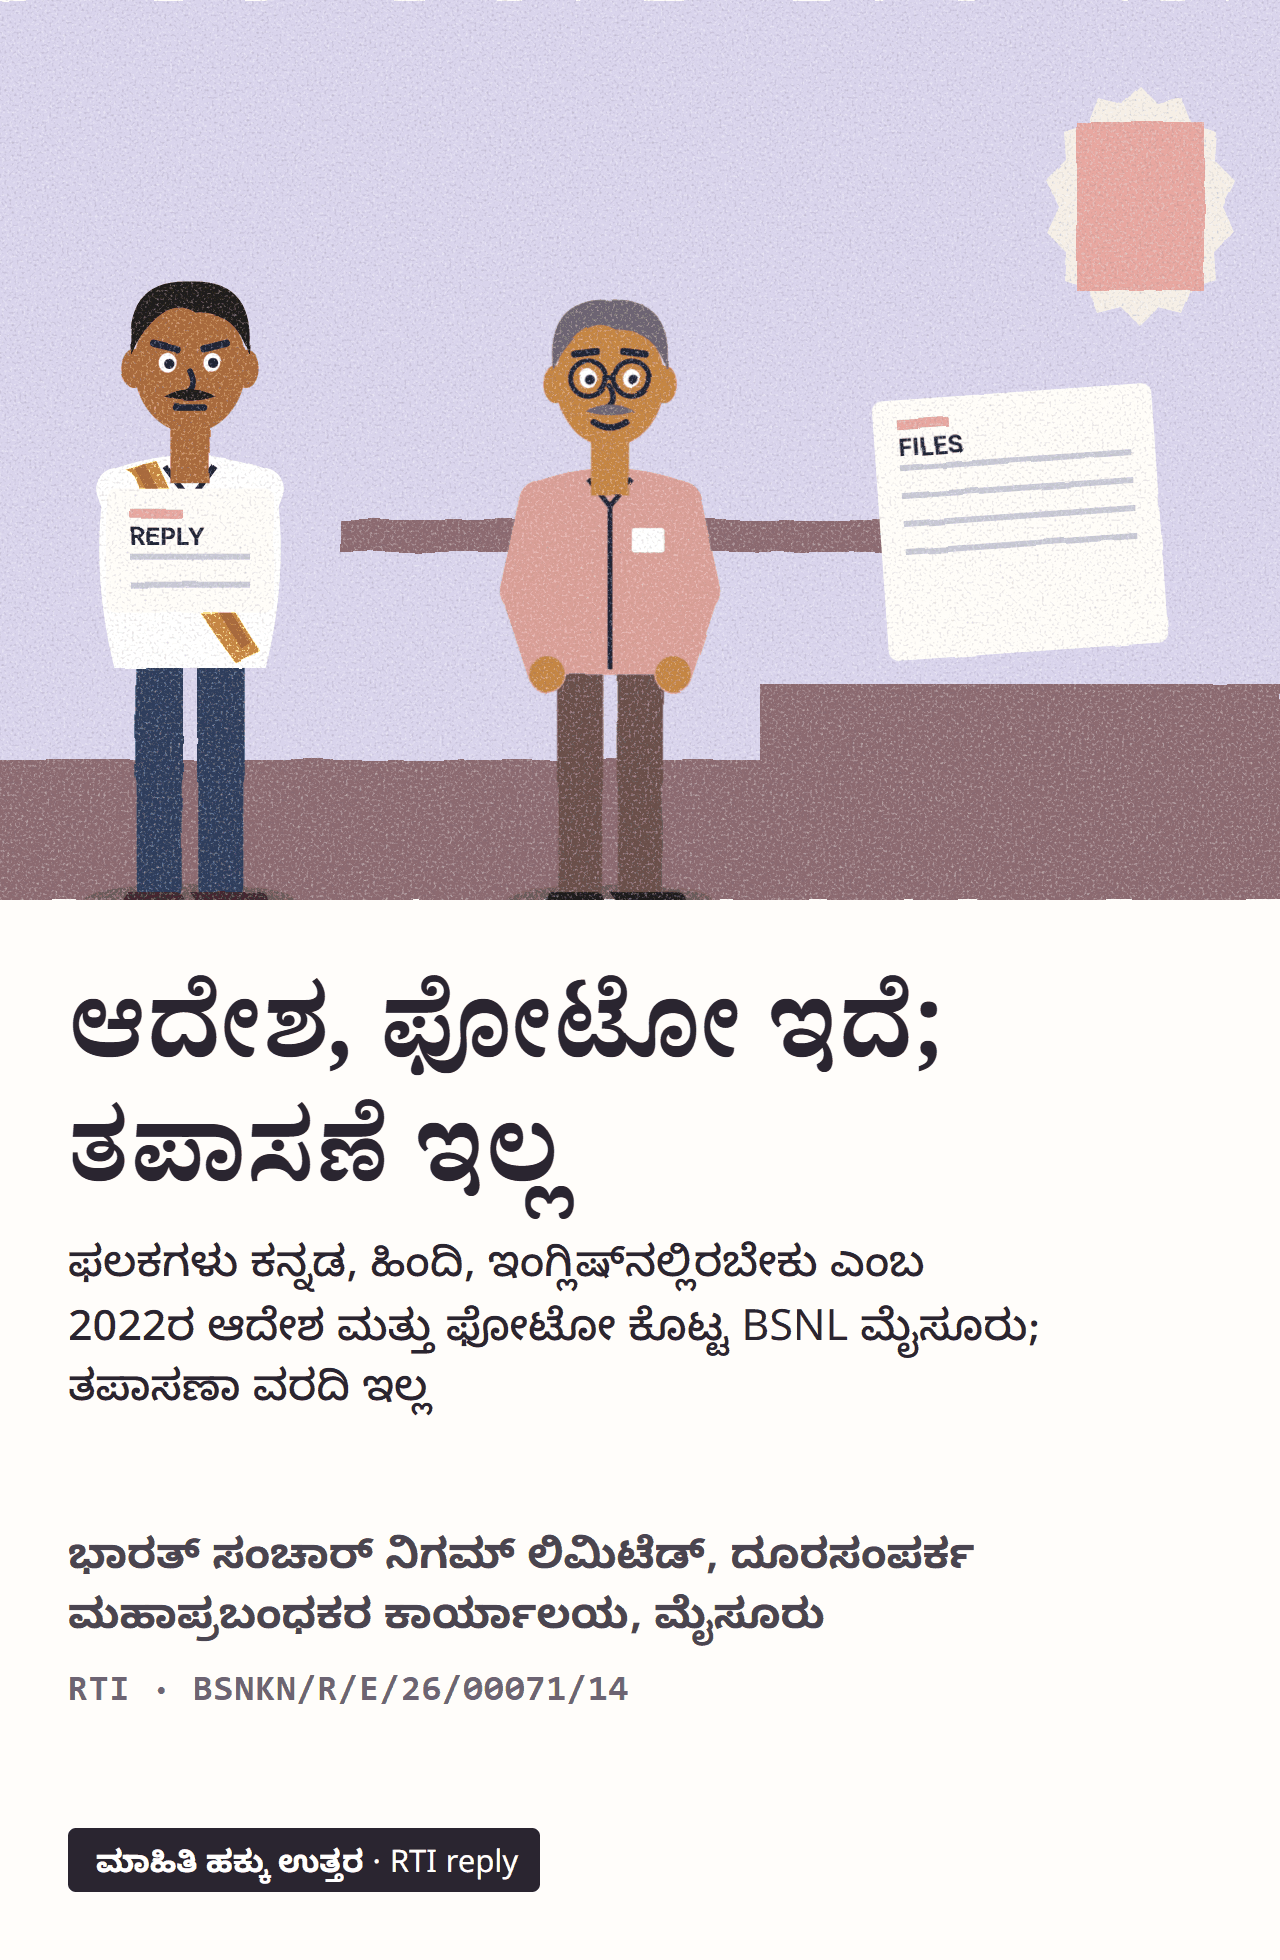 REPLY
FILES
ಆದೇಶ, ಫೋಟೋ ಇದೆ;
ತಪಾಸಣೆ ಇಲ್ಲ
ಫಲಕಗಳು ಕನ್ನಡ, ಹಿಂದಿ, ಇಂಗ್ಲಿಷ್‌ನಲ್ಲಿರಬೇಕು ಎಂಬ
2022ರ ಆದೇಶ ಮತ್ತು ಫೋಟೋ ಕೊಟ್ಟ BSNL ಮೈಸೂರು;
ತಪಾಸಣಾ ವರದಿ ಇಲ್ಲ
ಭಾರತ್ ಸಂಚಾರ್ ನಿಗಮ್ ಲಿಮಿಟೆಡ್, ದೂರಸಂಪರ್ಕ
ಮಹಾಪ್ರಬಂಧಕರ ಕಾರ್ಯಾಲಯ, ಮೈಸೂರು
RTI · BSNKN/R/E/26/00071/14
ಮಾಹಿತಿ ಹಕ್ಕು ಉತ್ತರ · RTI reply